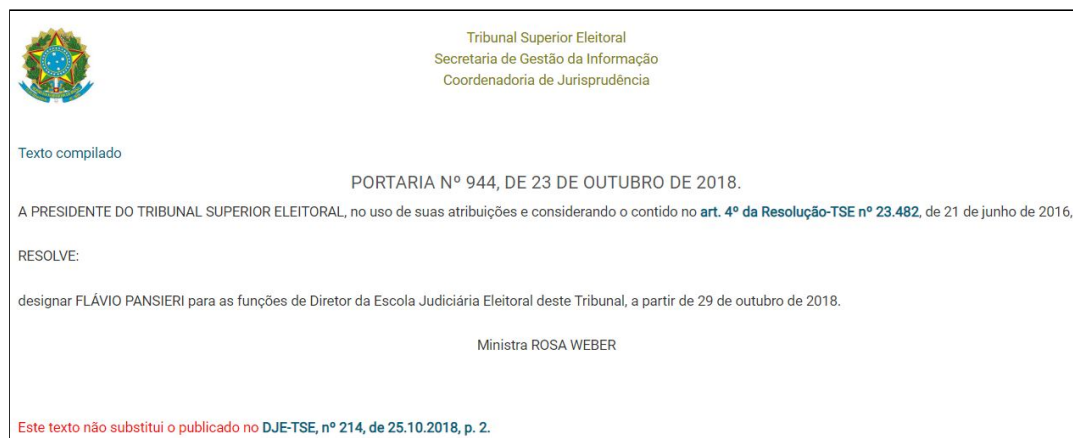 Tribunal Superior Eleitoral
Secretaria de Gestão da Informação
Coordenadoria de Jurisprudência
Texto compilado
PORTARIA Nº 944, DE 23 DE OUTUBRO DE 2018.
A PRESIDENTE DO TRIBUNAL SUPERIOR ELEITORAL, no uso de suas atribuições e considerando o contido no art. 4º da Resolução-TSE nº 23.482, de 21 de junho de 2016,
RESOLVE:
designar FLÁVIO PANSIERI para as funções de Diretor da Escola Judiciária Eleitoral deste Tribunal, a partir de 29 de outubro de 2018.
Ministra ROSA WEBER
Este texto não substitui o publicado no DJE-TSE, nº 214, de 25.10.2018, p. 2.